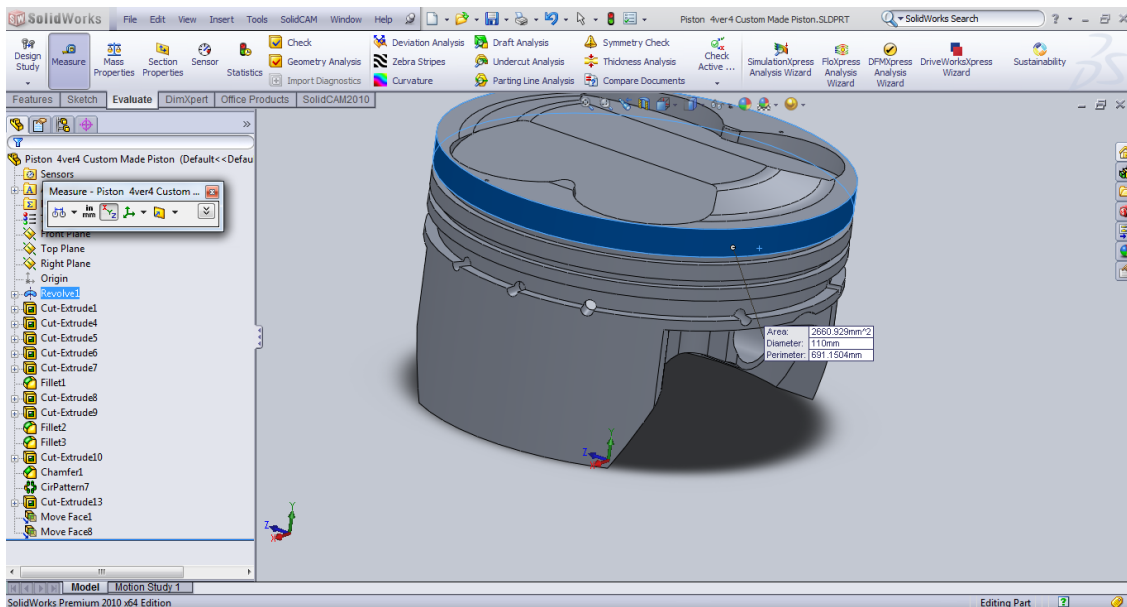 SolidWorks File Edit View Insert Tools SolidCAM Window Help Piston 4ver4 Custom Made Piston.SLDPRT SolidWorks Search ?
Design Study
Measure
Mass Properties
Section Properties
Sensor
Statistics
Check
Geometry Analysis
Import Diagnostics
Deviation Analysis
Zebra Stripes
Curvature
Draft Analysis
Undercut Analysis
Parting Line Analysis
Symmetry Check
Thickness Analysis
Compare Documents
Check Active ...
SimulationXpress Analysis Wizard
FloXpress Analysis Wizard
DFMXpress Analysis Wizard
DriveWorksXpress Wizard
Sustainability
Features Sketch Evaluate DimXpert Office Products SolidCAM2010
Piston 4ver4 Custom Made Piston (Default<<Defau
Sensors
Measure - Piston 4ver4 Custom ...
in mm XYZ
Front Plane
Top Plane
Right Plane
Origin
Revolve1
Cut-Extrude1
Cut-Extrude4
Cut-Extrude5
Cut-Extrude6
Cut-Extrude7
Fillet1
Cut-Extrude8
Cut-Extrude9
Fillet2
Fillet3
Cut-Extrude10
Chamfer1
CirPattern7
Cut-Extrude13
Move Face1
Move Face8
Area: 2660.929mm^2
Diameter: 110mm
Perimeter: 691.1504mm
Y
Z
X
Y
Z
X
Model Motion Study 1
SolidWorks Premium 2010 x64 Edition Editing Part ?